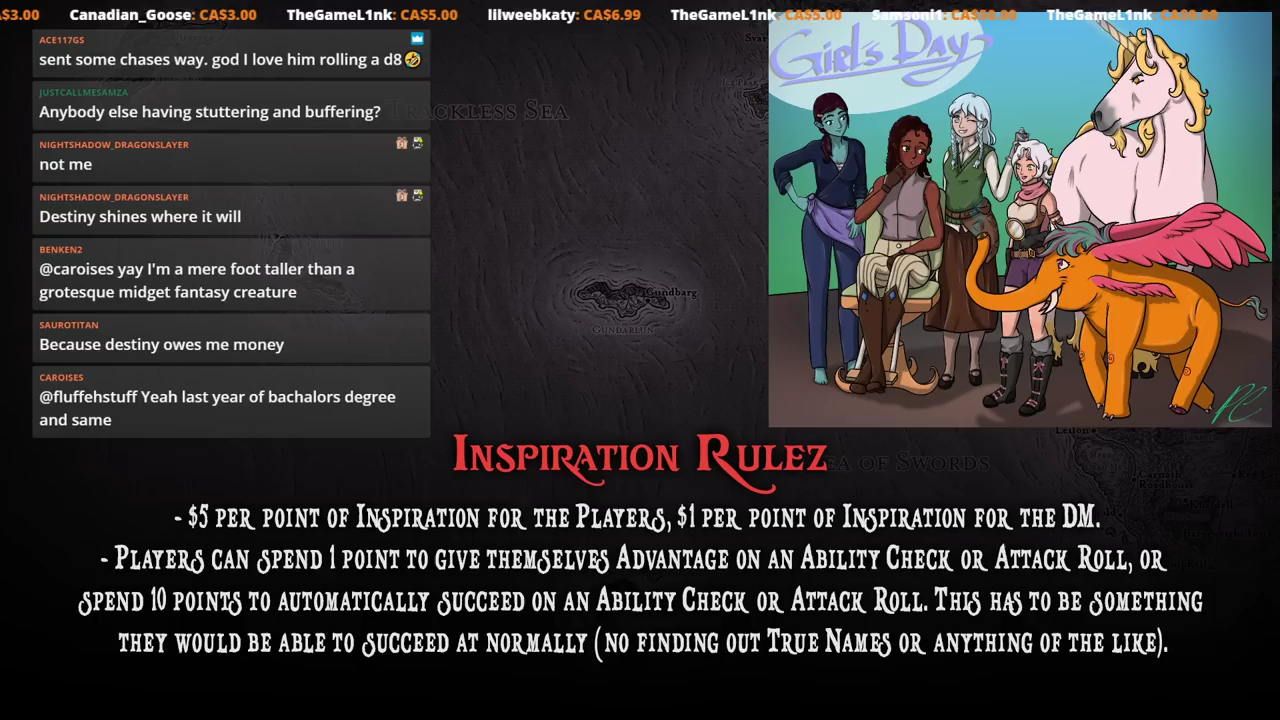 $3.00 Canadian_Goose: CA$3.00 TheGameL1nk: CA$5.00 lilweebkaty: CA$6.99 TheGameL1nk: CA$5.00 Samsoni1: TheGameL1nk:
Girl's Day
ACE117GS
sent some chases way. god I love him rolling a d8🤣
JUSTCALLMESAMZA
Anybody else having stuttering and buffering?
NIGHTSHADOW_DRAGONSLAYER
not me
NIGHTSHADOW_DRAGONSLAYER
Destiny shines where it will
BENKEN2
@caroises yay I'm a mere foot taller than a
grotesque midget fantasy creature
SAUROTITAN
Because destiny owes me money
CAROISES
@fluffehstuff Yeah last year of bachalors degree
and same
Trackless Sea
Gundbarg
Gundarlun
Leilon
Sea of Swords
Carnath
Roadhouse
Inspiration Rulez
- $5 per point of Inspiration for the Players, $1 per point of Inspiration for the DM.
- Players can spend 1 point to give themselves Advantage on an Ability Check or Attack Roll, or
spend 10 points to automatically succeed on an Ability Check or Attack Roll. This has to be something
they would be able to succeed at normally (no finding out True Names or anything of the like).